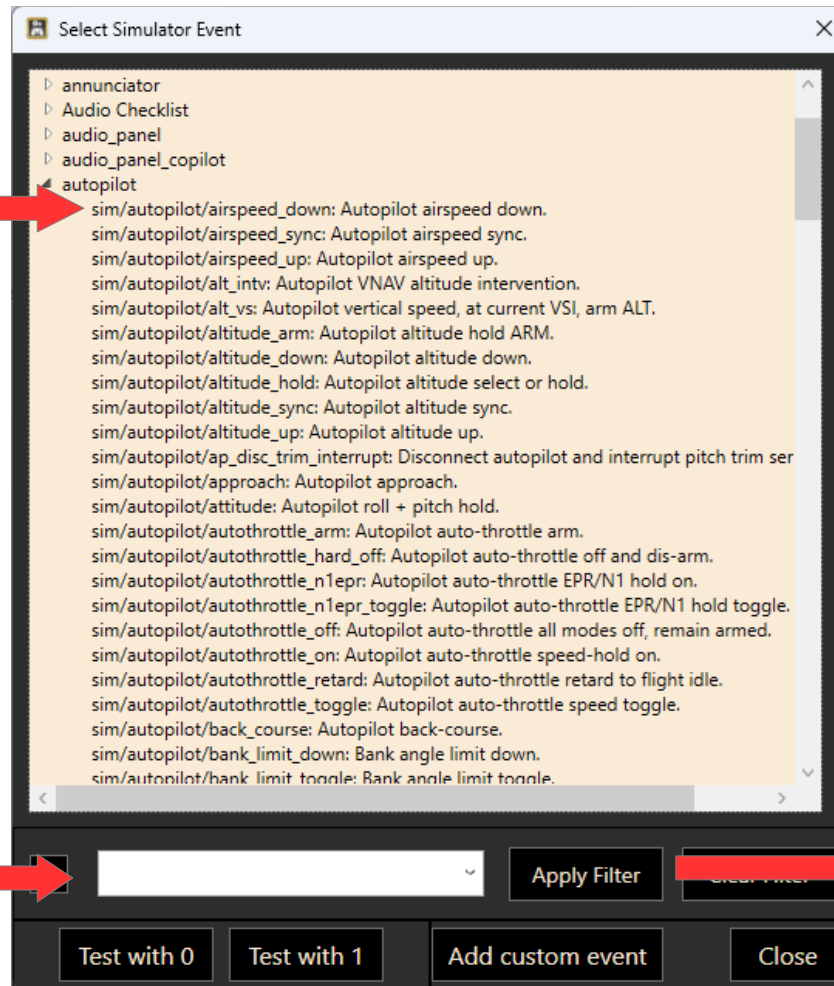 Select Simulator Event
annunciator
Audio Checklist
audio_panel
audio_panel_copilot
autopilot
sim/autopilot/airspeed_down: Autopilot airspeed down.
sim/autopilot/airspeed_sync: Autopilot airspeed sync.
sim/autopilot/airspeed_up: Autopilot airspeed up.
sim/autopilot/alt_intv: Autopilot VNAV altitude intervention.
sim/autopilot/alt_vs: Autopilot vertical speed, at current VSI, arm ALT.
sim/autopilot/altitude_arm: Autopilot altitude hold ARM.
sim/autopilot/altitude_down: Autopilot altitude down.
sim/autopilot/altitude_hold: Autopilot altitude select or hold.
sim/autopilot/altitude_sync: Autopilot altitude sync.
sim/autopilot/altitude_up: Autopilot altitude up.
sim/autopilot/ap_disc_trim_interrupt: Disconnect autopilot and interrupt pitch trim ser
sim/autopilot/approach: Autopilot approach.
sim/autopilot/attitude: Autopilot roll + pitch hold.
sim/autopilot/autothrottle_arm: Autopilot auto-throttle arm.
sim/autopilot/autothrottle_hard_off: Autopilot auto-throttle off and dis-arm.
sim/autopilot/autothrottle_n1epr: Autopilot auto-throttle EPR/N1 hold on.
sim/autopilot/autothrottle_n1epr_toggle: Autopilot auto-throttle EPR/N1 hold toggle.
sim/autopilot/autothrottle_off: Autopilot auto-throttle all modes off, remain armed.
sim/autopilot/autothrottle_on: Autopilot auto-throttle speed-hold on.
sim/autopilot/autothrottle_retard: Autopilot auto-throttle retard to flight idle.
sim/autopilot/autothrottle_toggle: Autopilot auto-throttle speed toggle.
sim/autopilot/back_course: Autopilot back-course.
sim/autopilot/bank_limit_down: Bank angle limit down.
sim/autopilot/bank_limit_toggle: Bank angle limit toggle.
Apply Filter
Test with 0 Test with 1 Add custom event Close